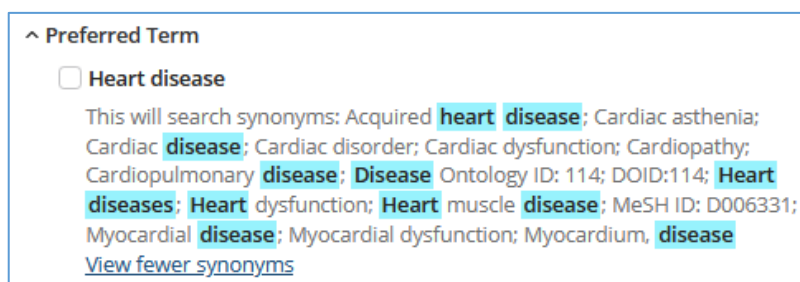 Preferred Term
Heart disease
This will search synonyms: Acquired heart disease; Cardiac asthenia;
Cardiac disease; Cardiac disorder; Cardiac dysfunction; Cardiopathy;
Cardiopulmonary disease; Disease Ontology ID: 114; DOID:114; Heart
diseases; Heart dysfunction; Heart muscle disease; MeSH ID: D006331;
Myocardial disease; Myocardial dysfunction; Myocardium, disease
View fewer synonyms